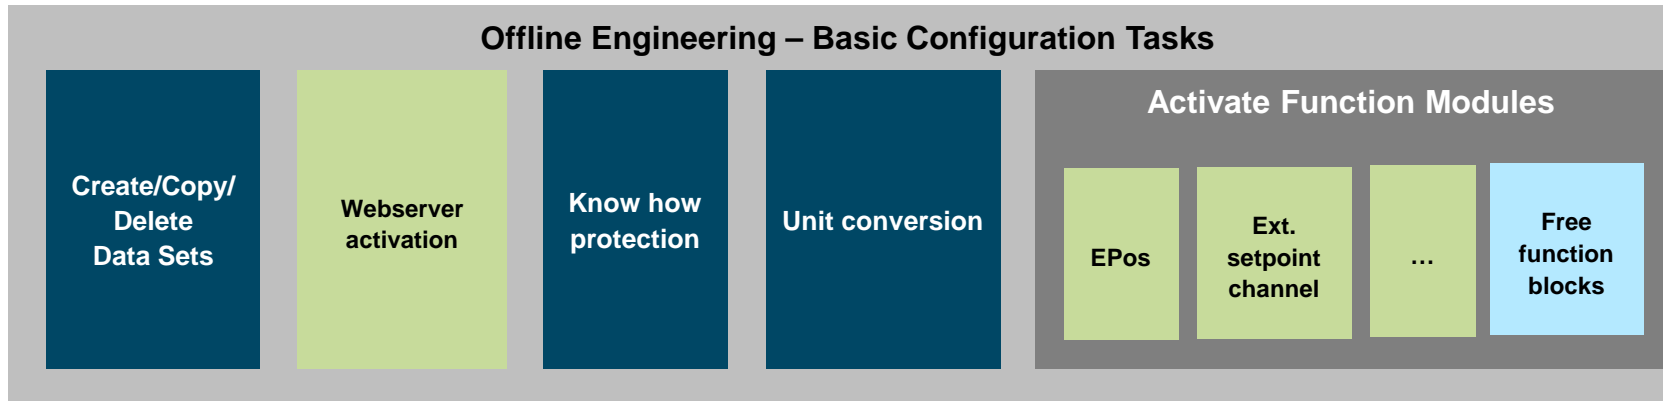 Offline Engineering – Basic Configuration Tasks
Create/Copy/
Delete
Data Sets
Webserver
activation
Know how
protection
Unit conversion
Activate Function Modules
EPos
Ext.
setpoint
channel
…
Free
function
blocks